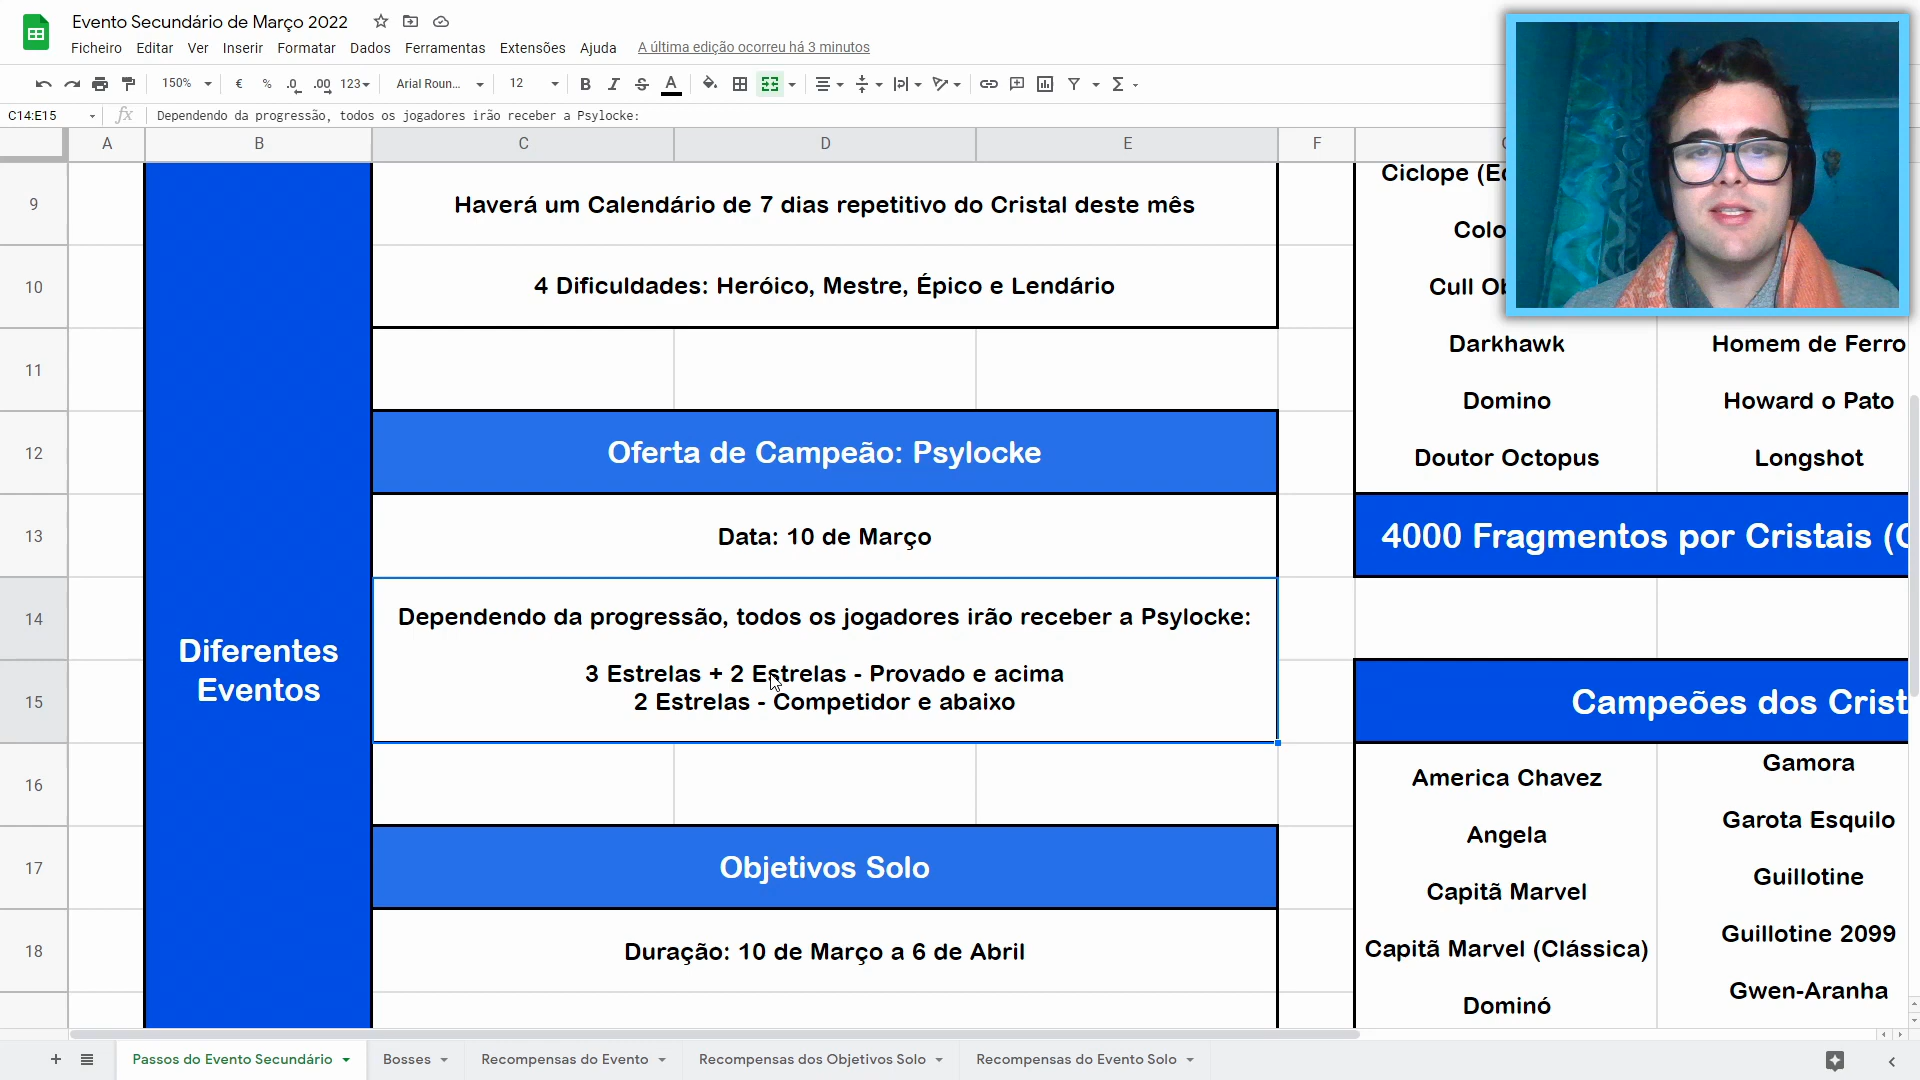 Evento Secundário de Março 2022
Ficheiro Editar Ver Inserir Formatar Dados Ferramentas Extensões Ajuda A última edição ocorreu há 3 minutos
150% € % .0 .00 123 Arial Roun... 12 B I S A
C14:E15 fx Dependendo da progressão, todos os jogadores irão receber a Psylocke:
A B C D E F
9 Haverá um Calendário de 7 dias repetitivo do Cristal deste mês
10 4 Dificuldades: Heróico, Mestre, Épico e Lendário
11
12 Oferta de Campeão: Psylocke
13 Data: 10 de Março
14 Dependendo da progressão, todos os jogadores irão receber a Psylocke:
3 Estrelas + 2 Estrelas - Provado e acima
15 2 Estrelas - Competidor e abaixo
16
17 Objetivos Solo
18 Duração: 10 de Março a 6 de Abril
Diferentes
Eventos
Ciclope
Darkhawk Homem de Ferro
Domino Howard o Pato
Doutor Octopus Longshot
4000 Fragmentos por Cristais
Campeões dos
America Chavez
Angela
Capitã Marvel
Capitã Marvel (Clássica)
Dominó
Gamora
Garota Esquilo
Guillotine
Guillotine 2099
Gwen-Aranha
Passos do Evento Secundário Bosses Recompensas do Evento Recompensas dos Objetivos Solo Recompensas do Evento Solo